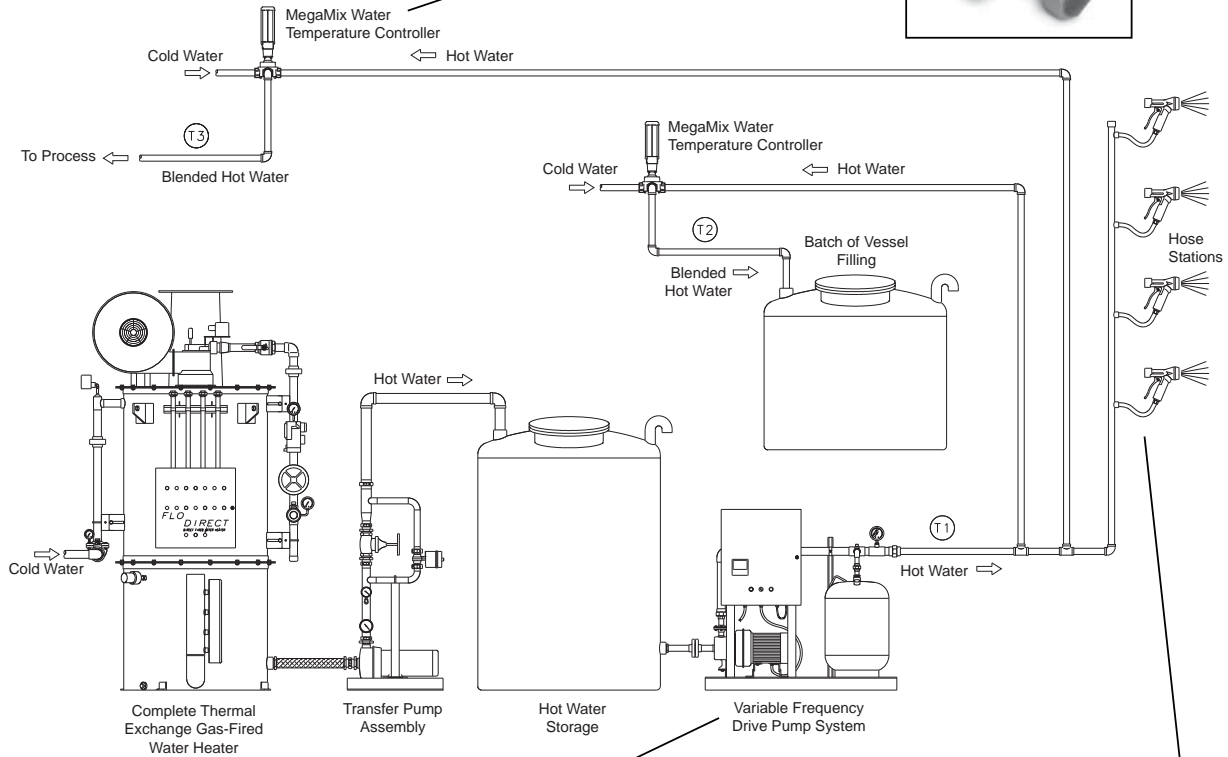 MegaMix Water
Temperature Controller
Cold Water
Hot Water
T3
To Process
Blended Hot Water
MegaMix Water
Temperature Controller
Cold Water
Hot Water
T2
Blended
Hot Water
Batch of Vessel
Filling
Hose
Stations
Hot Water
FLO
DIRECT
Cold Water
T1
Hot Water
Complete Thermal
Exchange Gas-Fired
Water Heater
Transfer Pump
Assembly
Hot Water
Storage
Variable Frequency
Drive Pump System